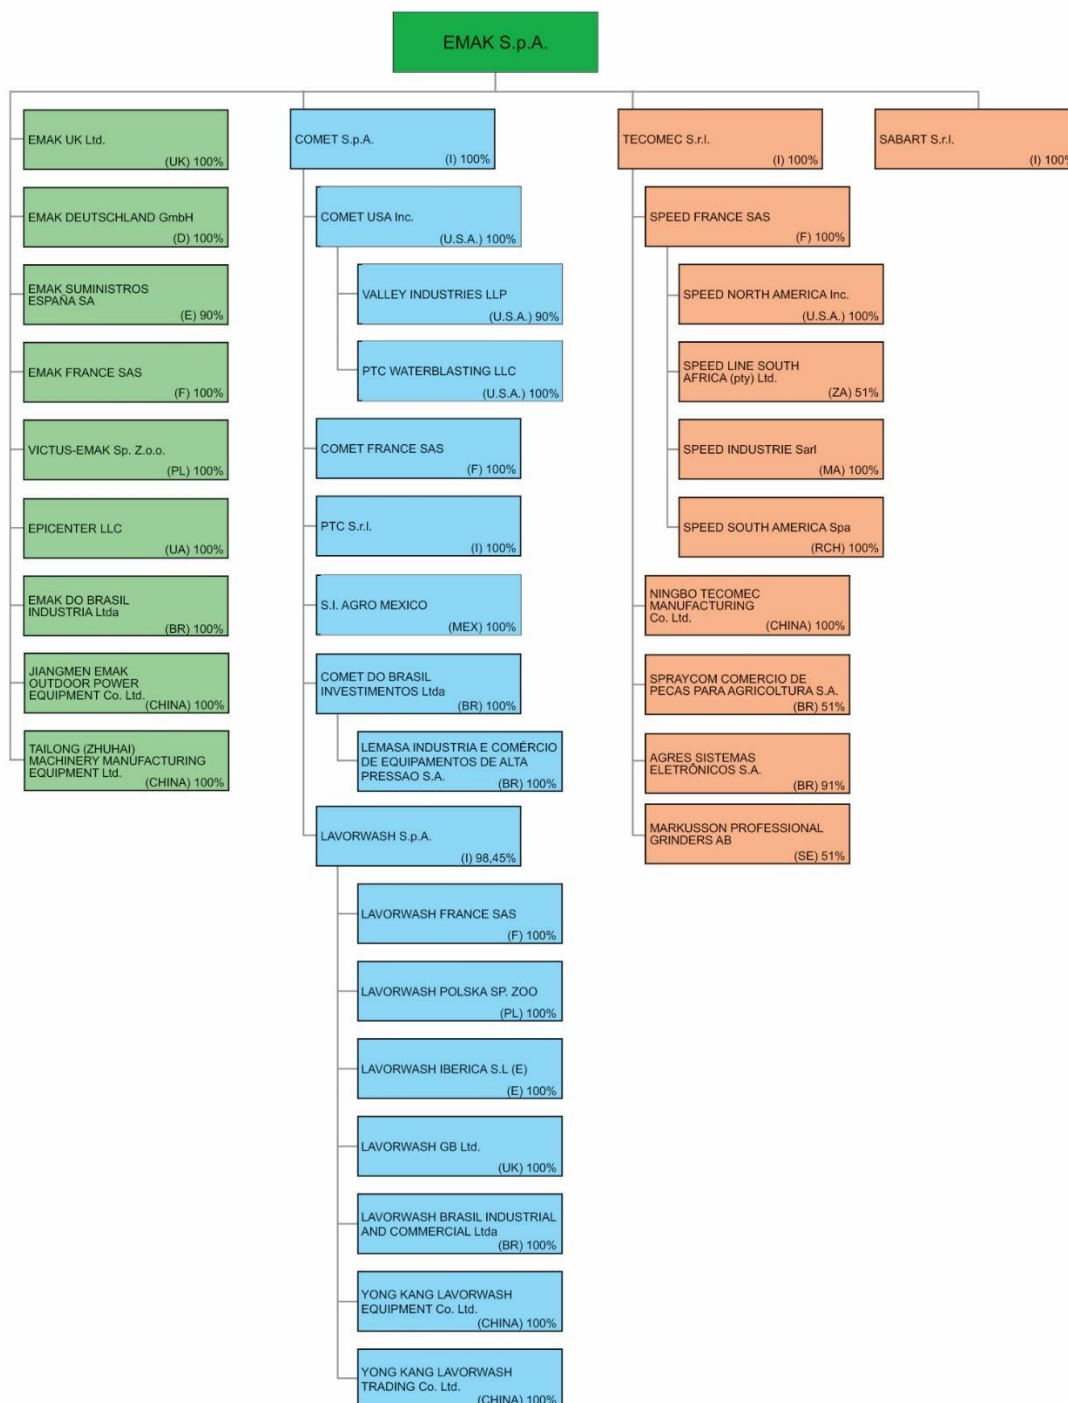 EMAK S.p.A.
EMAK UK Ltd.
(UK) 100%
EMAK DEUTSCHLAND GmbH
(D) 100%
EMAK SUMINISTROS
ESPAÑA SA
(E) 90%
EMAK FRANCE SAS
(F) 100%
VICTUS-EMAK Sp. Z.o.o.
(PL) 100%
EPICENTER LLC
(UA) 100%
EMAK DO BRASIL
INDUSTRIA Ltda
(BR) 100%
JIANGMEN EMAK
OUTDOOR POWER
EQUIPMENT Co. Ltd.
(CHINA) 100%
TAILONG (ZHUHAI)
MACHINERY MANUFACTURING
EQUIPMENT Ltd.
(CHINA) 100%
COMET S.p.A.
(I) 100%
COMET USA Inc.
(U.S.A.) 100%
VALLEY INDUSTRIES LLP
(U.S.A.) 90%
PTC WATERBLASTING LLC
(U.S.A.) 100%
COMET FRANCE SAS
(F) 100%
PTC S.r.l.
(I) 100%
S.I. AGRO MEXICO
(MEX) 100%
COMET DO BRASIL
INVESTIMENTOS Ltda
(BR) 100%
LEMASA INDUSTRIA E COMÉRCIO
DE EQUIPAMENTOS DE ALTA
PRESSAO S.A.
(BR) 100%
LAVORWASH S.p.A.
(I) 98,45%
LAVORWASH FRANCE SAS
(F) 100%
LAVORWASH POLSKA SP. ZOO
(PL) 100%
LAVORWASH IBERICA S.L (E)
(E) 100%
LAVORWASH GB Ltd.
(UK) 100%
LAVORWASH BRASIL INDUSTRIAL
AND COMMERCIAL Ltda
(BR) 100%
YONG KANG LAVORWASH
EQUIPMENT Co. Ltd.
(CHINA) 100%
YONG KANG LAVORWASH
TRADING Co. Ltd.
(CHINA) 100%
TECOMEC S.r.l.
(I) 100%
SPEED FRANCE SAS
(F) 100%
SPEED NORTH AMERICA Inc.
(U.S.A.) 100%
SPEED LINE SOUTH
AFRICA (pty) Ltd.
(ZA) 51%
SPEED INDUSTRIE Sarl
(MA) 100%
SPEED SOUTH AMERICA Spa
(RCH) 100%
NINGBO TECOMEC
MANUFACTURING
Co. Ltd.
(CHINA) 100%
SPRAYCOM COMERCIO DE
PECAS PARA AGRICOLTURA S.A.
(BR) 51%
AGRES SISTEMAS
ELETRÔNICOS S.A.
(BR) 91%
MARKUSSON PROFESSIONAL
GRINDERS AB
(SE) 51%
SABART S.r.l.
(I) 100%